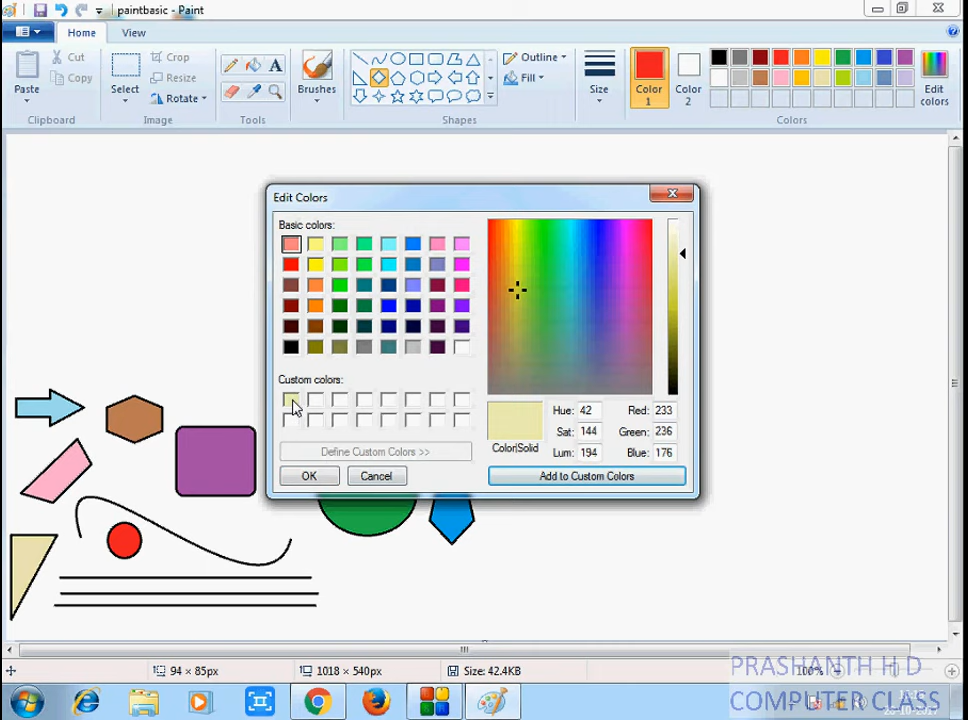 paintbasic - Paint
Home View
Cut
Copy
Paste
Clipboard
Select
Crop
Resize
Rotate
Image
A
Tools
Brushes
Outline
Fill
Shapes
Size
Color
1
Color
2
Edit
colors
Colors
Edit Colors
Basic colors:
Custom colors:
Define Custom Colors >>
OK Cancel
Color|Solid
Hue: 42 Red: 233
Sat: 144 Green: 236
Lum: 194 Blue: 176
Add to Custom Colors
94 × 85px 1018 × 540px Size: 42.4KB 100%
PRASHANTH H D
COMPUTER CLASS